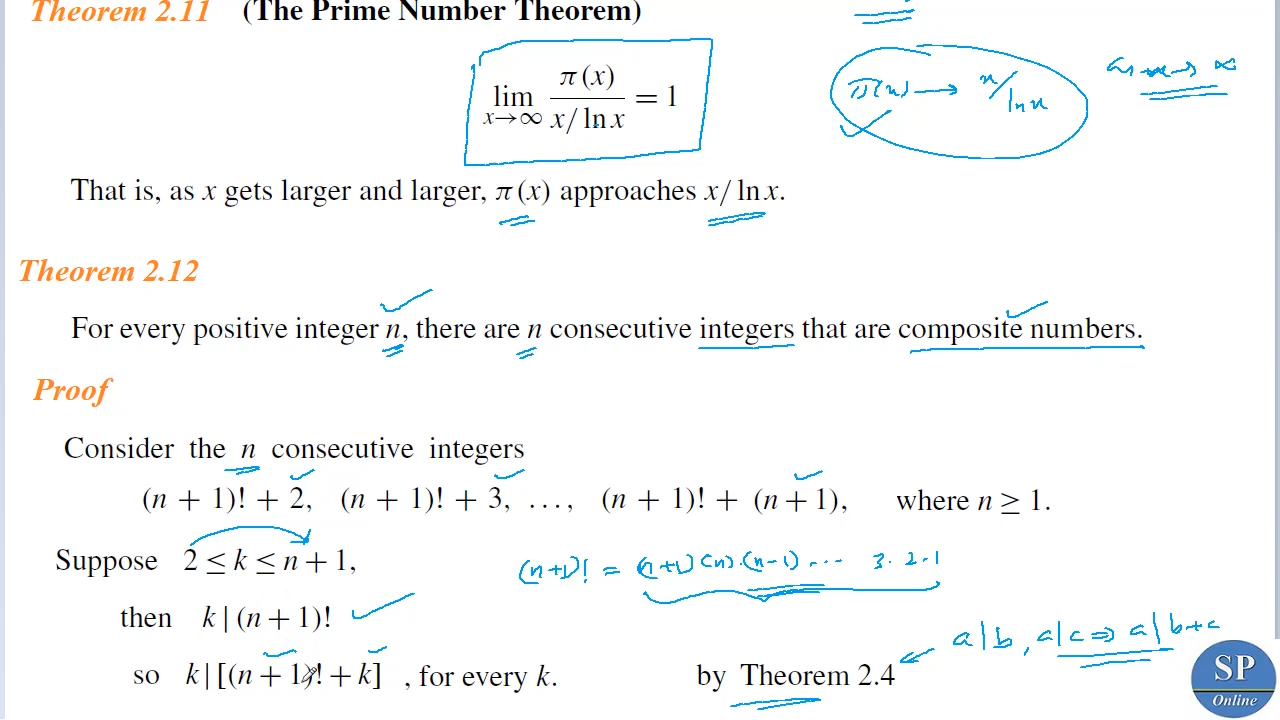 Theorem 2.11 (The Prime Number Theorem)
lim x→∞ π(x) / (x/ ln x) = 1
π(x) → x/ln x as x → ∞
That is, as x gets larger and larger, π(x) approaches x/ ln x.
Theorem 2.12
For every positive integer n, there are n consecutive integers that are composite numbers.
Proof
Consider the n consecutive integers
(n + 1)! + 2, (n + 1)! + 3, ..., (n + 1)! + (n + 1), where n ≥ 1.
Suppose 2 ≤ k ≤ n + 1,
(n+1)! = (n+1)(n).(n-1) .... 3.2.1
then k | (n + 1)!
a|b, a|c ⇒ a|b+c
so k | [(n + 1)! + k] , for every k. by Theorem 2.4
SP
Online